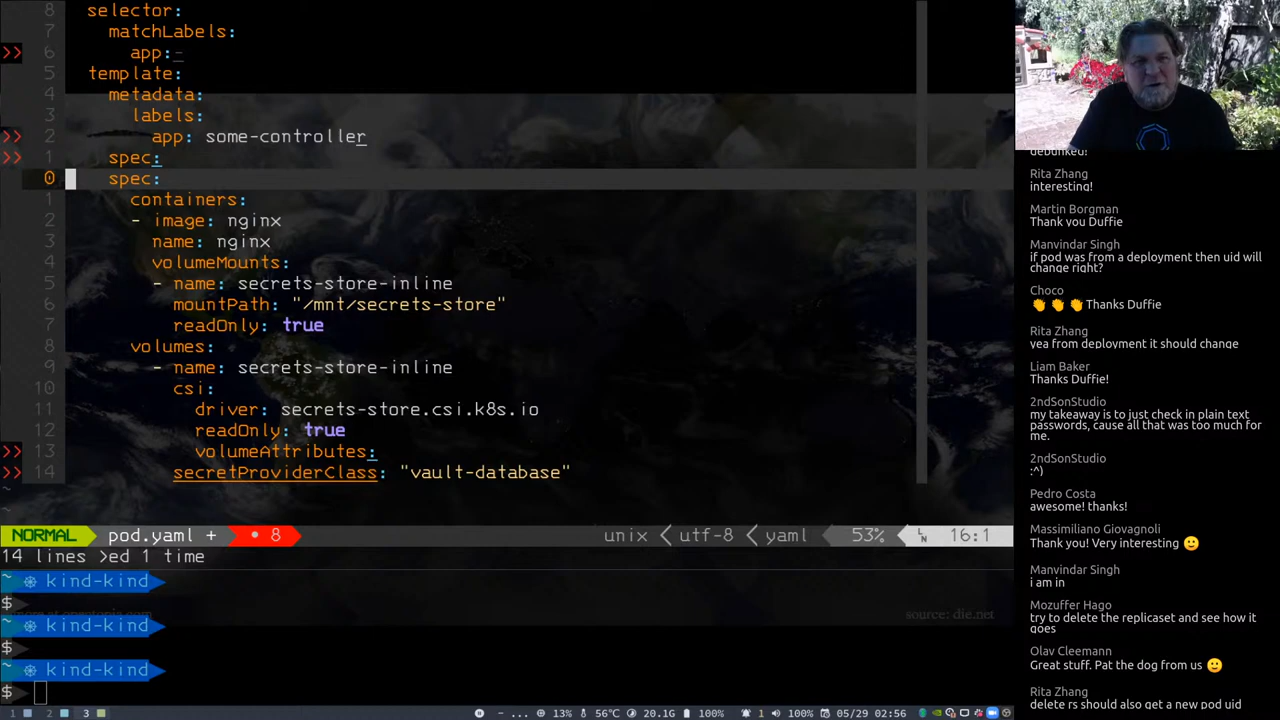 8 selector:
7 matchLabels:
>> 6 app:
5 template:
4 metadata:
3 labels:
>> 2 app: some-controller
>> 1 spec:
0 spec:
1 containers:
2 - image: nginx
3 name: nginx
4 volumeMounts:
5 - name: secrets-store-inline
6 mountPath: "/mnt/secrets-store"
7 readOnly: true
8 volumes:
9 - name: secrets-store-inline
10 csi:
11 driver: secrets-store.csi.k8s.io
12 readOnly: true
>> 13 volumeAttributes:
>> 14 secretProviderClass: "vault-database"
~
~
NORMAL pod.yaml + • 8 unix utf-8 yaml 53% LN 16:1
14 lines >ed 1 time
~ kind-kind
$
source: die.net
~ kind-kind
$
~ kind-kind
$
1 2 3 - ... 13% 56°C 20.1G 100% 1 100% 05/29 02:56
debunked!
Rita Zhang
interesting!
Martin Borgman
Thank you Duffie
Manvindar Singh
if pod was from a deployment then uid will
change right?
Choco
👏 👏 👏 Thanks Duffie
Rita Zhang
yea from deployment it should change
Liam Baker
Thanks Duffie!
2ndSonStudio
my takeaway is to just check in plain text
passwords, cause all that was too much for
me.
2ndSonStudio
:^)
Pedro Costa
awesome! thanks!
Massimiliano Giovagnoli
Thank you! Very interesting 🙂
Manvindar Singh
i am in
Mozuffer Hago
try to delete the replicaset and see how it
goes
Olav Cleemann
Great stuff. Pat the dog from us 🙂
Rita Zhang
delete rs should also get a new pod uid